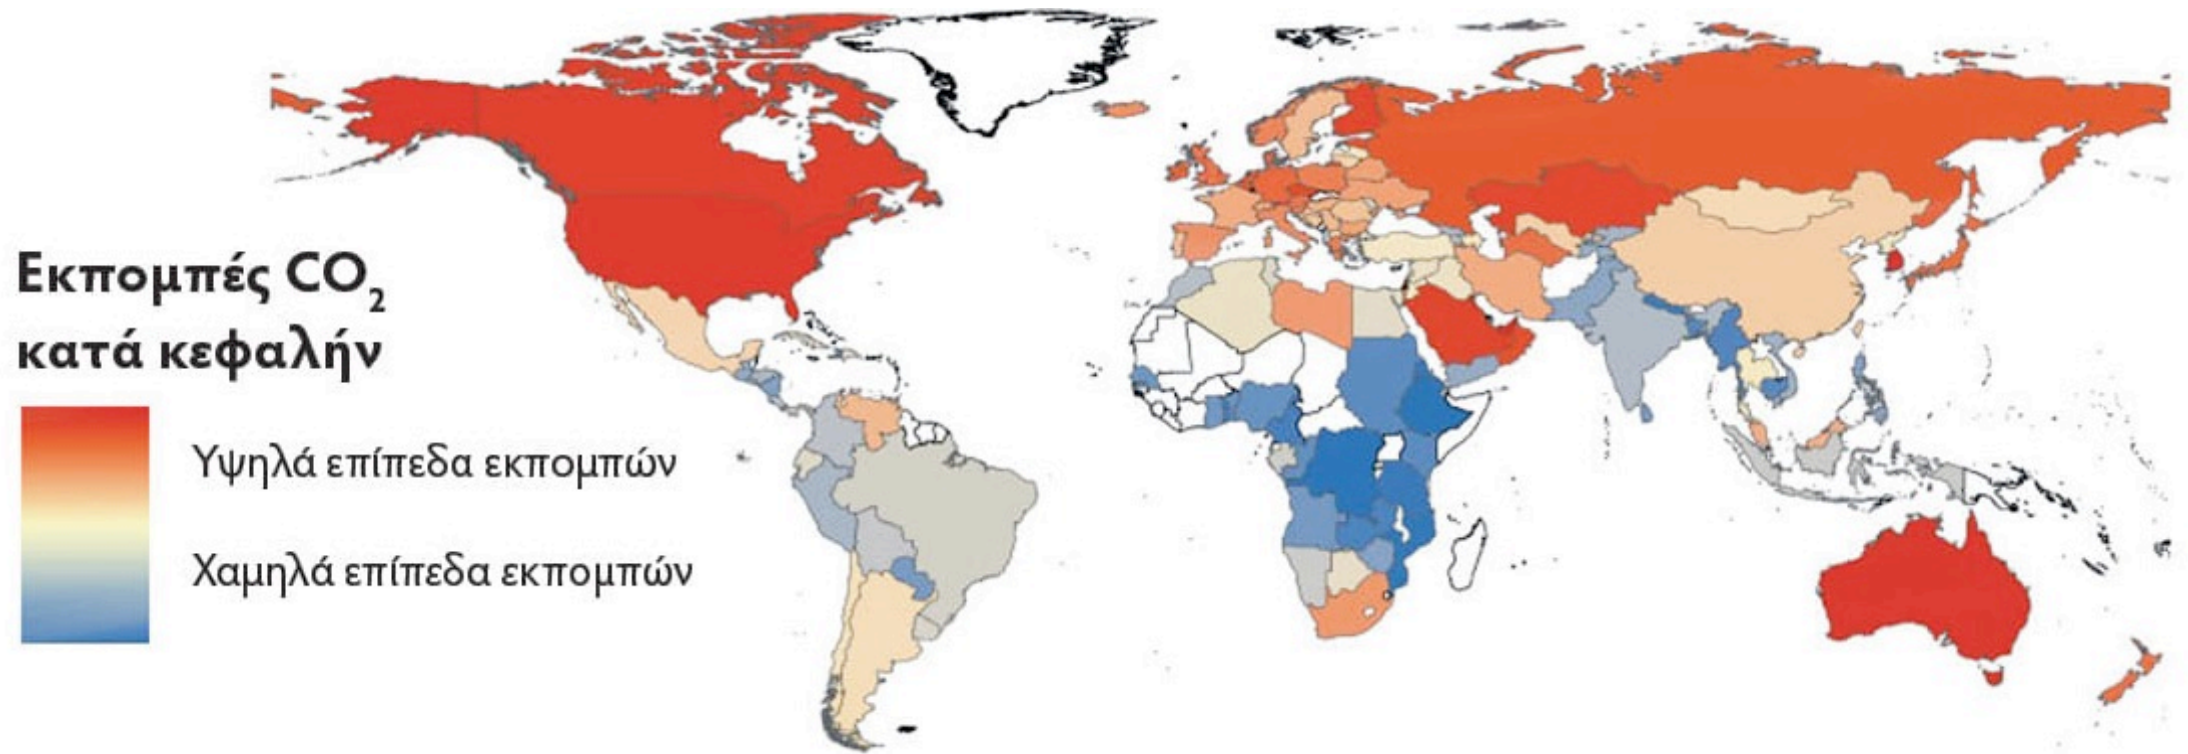 Εκπομπές CO₂
κατά κεφαλήν
Υψηλά επίπεδα εκπομπών
Χαμηλά επίπεδα εκπομπών